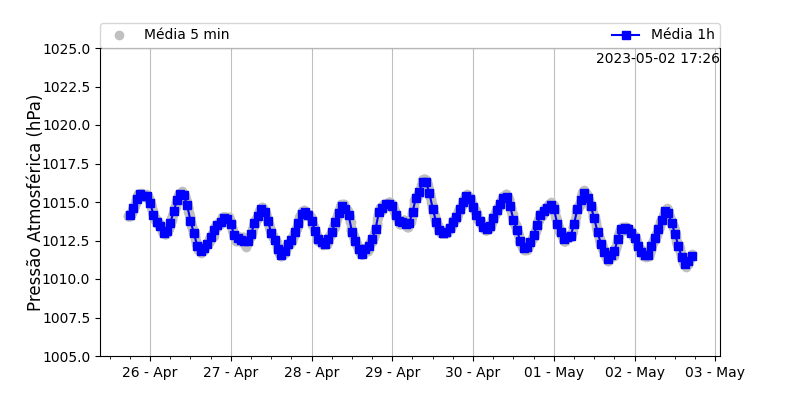 Média 5 min
Média 1h
2023-05-02 17:26
Pressão Atmosférica (hPa)
1025.0
1022.5
1020.0
1017.5
1015.0
1012.5
1010.0
1007.5
1005.0
26 - Apr
27 - Apr
28 - Apr
29 - Apr
30 - Apr
01 - May
02 - May
03 - May